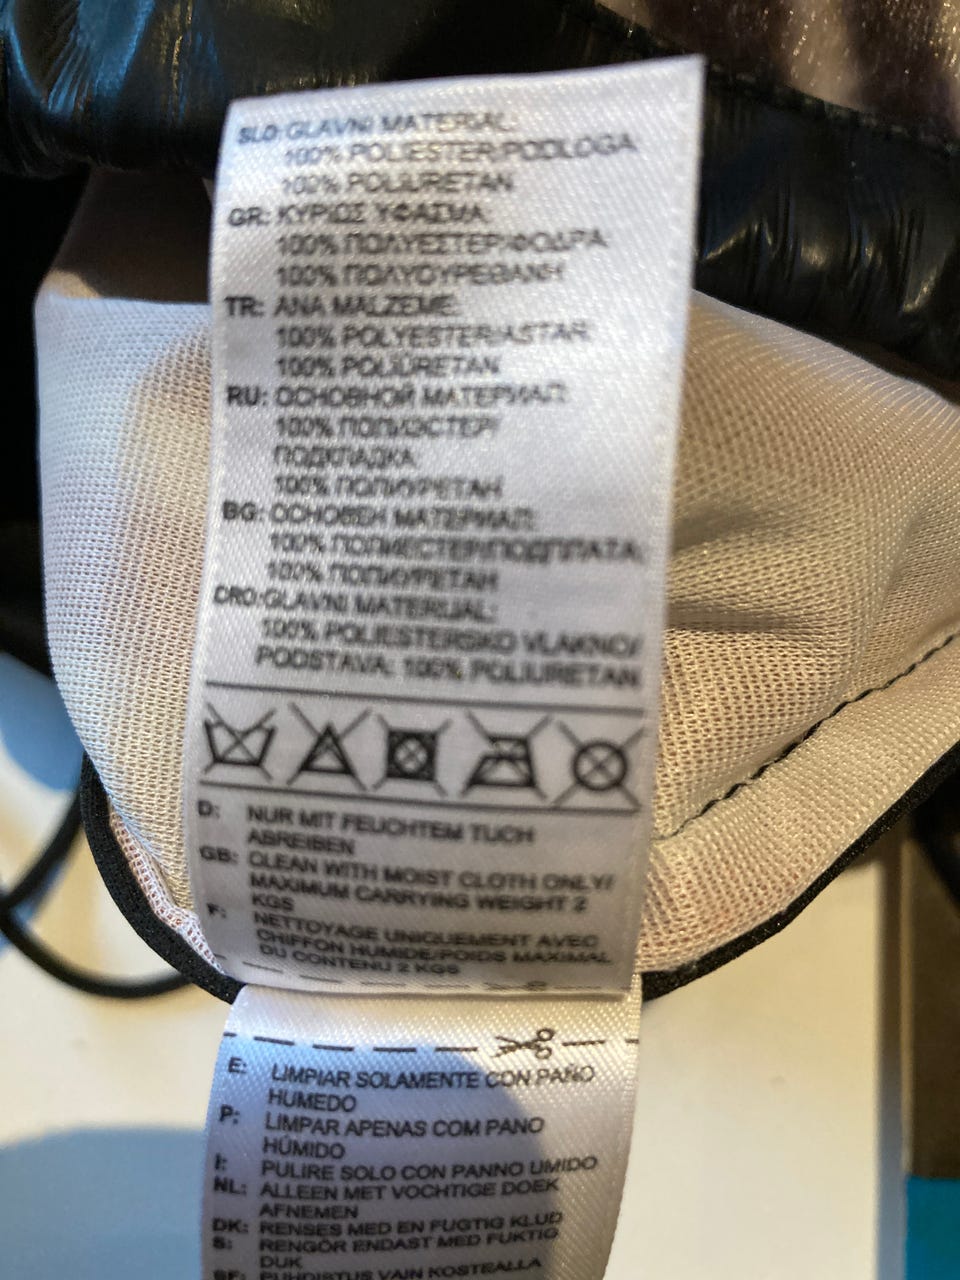 SLO: GLAVNI MATERIAL:
100% POLIESTER/PODLOGA
100% POLIURETAN
GR: ΚΥΡΙΩΣ ΥΦΑΣΜΑ:
100% ΠΟΛΥΕΣΤΕΡ/ΦΟΔΡΑ
100% ΠΟΛΥΟΥΡΕΘΑΝΗ
TR: ANA MALZEME:
100% POLYESTER/ASTAR
100% POLIÜRETAN
RU: ОСНОВНОЙ МАТЕРИАЛ:
100% ПОЛИЭСТЕР/
ПОДКЛАДКА:
100% ПОЛИУРЕТАН
BG: ОСНОВЕН МАТЕРИАЛ:
100% ПОЛИЕСТЕР/ПОДПЛАТА:
100% ПОЛИУРЕТАН
CRO: GLAVNI MATERIJAL:
100% POLIESTERSKO VLAKNO/
PODSTAVA: 100% POLIURETAN
D: NUR MIT FEUCHTEM TUCH
ABREIBEN
GB: CLEAN WITH MOIST CLOTH ONLY/
MAXIMUM CARRYING WEIGHT 2
KGS
F: NETTOYAGE UNIQUEMENT AVEC
CHIFFON HUMIDE/POIDS MAXIMAL
DU CONTENU 2 KGS
E: LIMPIAR SOLAMENTE CON PAÑO
HUMEDO
P: LIMPAR APENAS COM PANO
HÚMIDO
I: PULIRE SOLO CON PANNO UMIDO
NL: ALLEEN MET VOCHTIGE DOEK
AFNEMEN
DK: RENSES MED EN FUGTIG KLUD
S: RENGÖR ENDAST MED FUKTIG
DUK
SF: PUHDISTUS VAIN KOSTEALLA